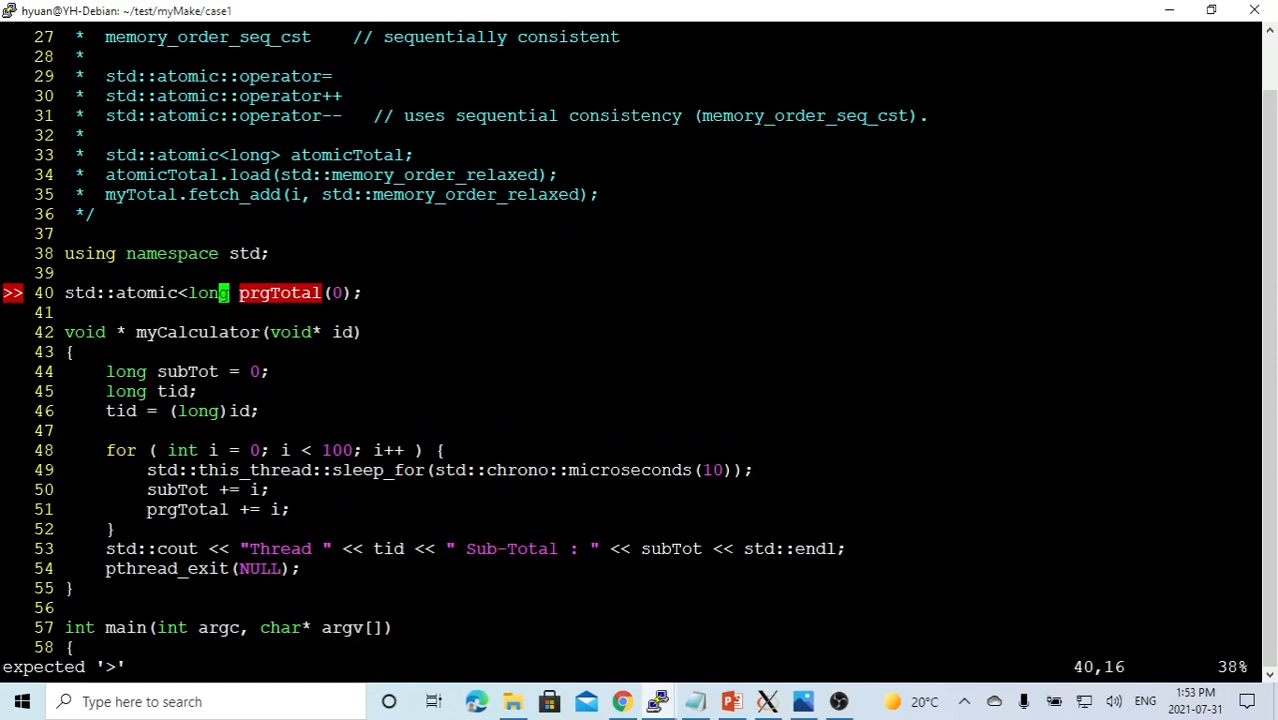 hyuan@YH-Debian: ~/test/myMake/case1
27  *  memory_order_seq_cst    // sequentially consistent
28  *
29  *  std::atomic::operator=
30  *  std::atomic::operator++
31  *  std::atomic::operator--   // uses sequential consistency (memory_order_seq_cst).
32  *
33  *  std::atomic<long> atomicTotal;
34  *  atomicTotal.load(std::memory_order_relaxed);
35  *  myTotal.fetch_add(i, std::memory_order_relaxed);
36  */
37
38 using namespace std;
39
>> 40 std::atomic<long prgTotal(0);
41
42 void * myCalculator(void* id)
43 {
44     long subTot = 0;
45     long tid;
46     tid = (long)id;
47
48     for ( int i = 0; i < 100; i++ ) {
49         std::this_thread::sleep_for(std::chrono::microseconds(10));
50         subTot += i;
51         prgTotal += i;
52     }
53     std::cout << "Thread " << tid << " Sub-Total : " << subTot << std::endl;
54     pthread_exit(NULL);
55 }
56
57 int main(int argc, char* argv[])
58 {
expected '>' 40,16 38%
Type here to search 20°C ENG 1:53 PM
2021-07-31